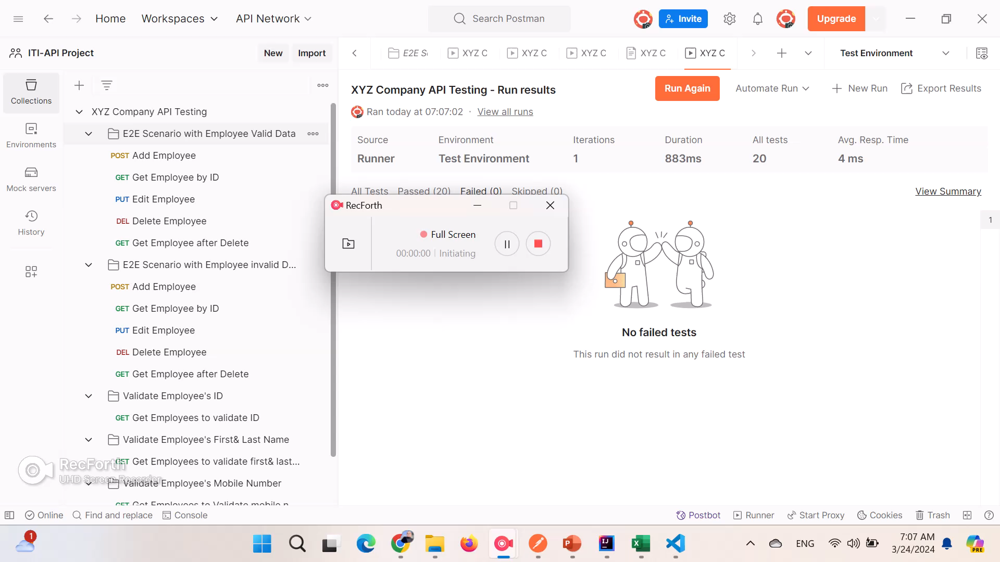 Home
Workspaces
API Network
Search Postman
Invite
Upgrade
ITI-API Project
New
Import
E2E
XYZ C
XYZ C
XYZ C
XYZ C
XYZ C
Test Environment
Collections
Environments
Mock servers
History
XYZ Company API Testing
E2E Scenario with Employee Valid Data
POST Add Employee
GET Get Employee by ID
PUT Edit Employee
DEL Delete Employee
GET Get Employee after Delete
E2E Scenario with Employee invalid D...
POST Add Employee
GET Get Employee by ID
PUT Edit Employee
DEL Delete Employee
GET Get Employee after Delete
Validate Employee's ID
GET Get Employees to validate ID
Validate Employee's First& Last Name
GET Get Employees to validate first& last...
Validate Employee's Mobile Number
GET Get Employees to Validate mobile n
RecForth
UHD Screen Recorder
XYZ Company API Testing - Run results
Run Again
Automate Run
New Run
Export Results
Ran today at 07:07:02 · View all runs
Source
Environment
Iterations
Duration
All tests
Avg. Resp. Time
Runner
Test Environment
1
883ms
20
4 ms
All Tests
Passed (20)
Failed (0)
Skipped (0)
View Summary
1
RecForth
Full Screen
00:00:00 | Initiating
No failed tests
This run did not result in any failed test
Online
Find and replace
Console
Postbot
Runner
Start Proxy
Cookies
Trash
1
ENG
7:07 AM
3/24/2024
PRE